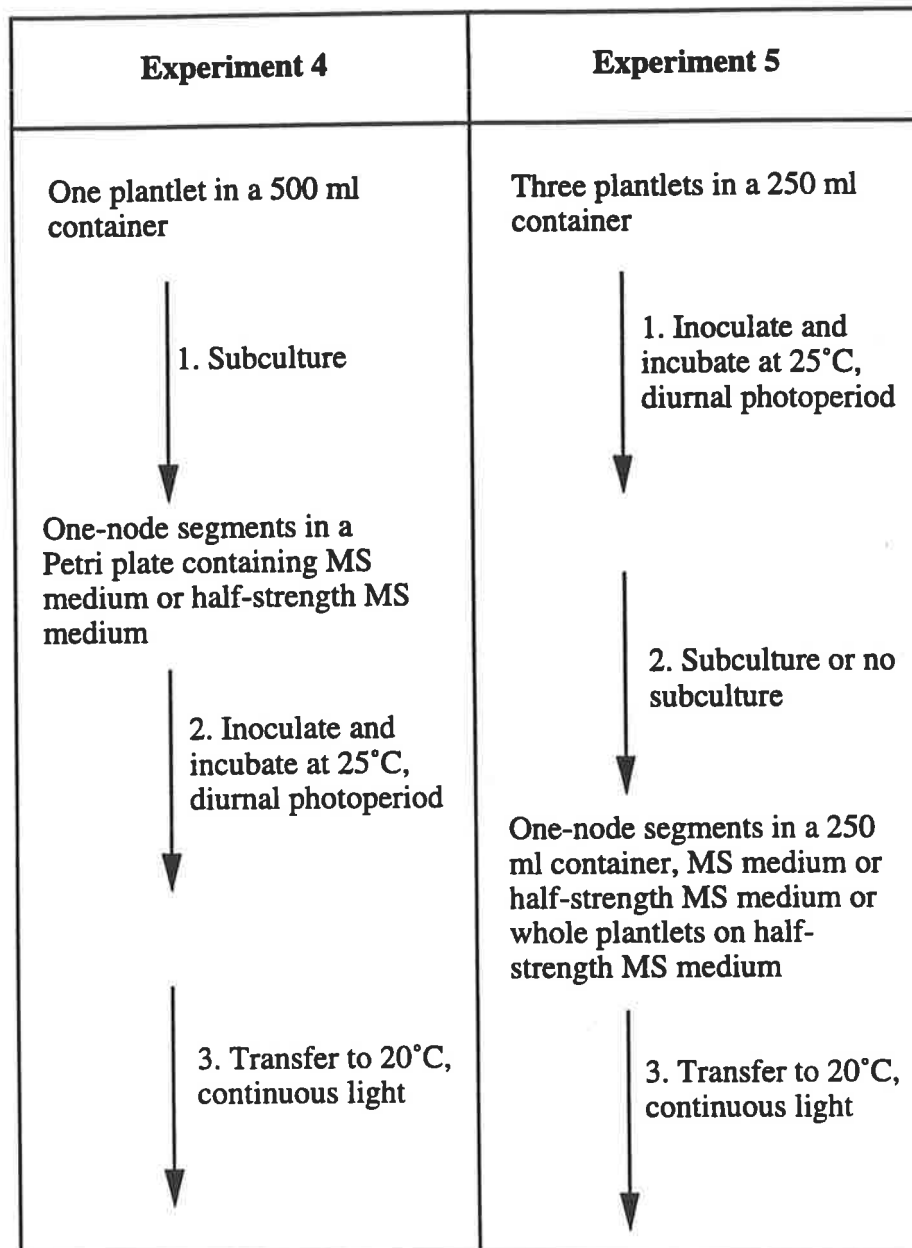 Experiment 4
One plantlet in a 500 ml
container
1. Subculture
One-node segments in a
Petri plate containing MS
medium or half-strength MS
medium
2. Inoculate and
incubate at 25°C,
diurnal photoperiod
3. Transfer to 20°C,
continuous light
Experiment 5
Three plantlets in a 250 ml
container
1. Inoculate and
incubate at 25°C,
diurnal photoperiod
2. Subculture or no
subculture
One-node segments in a 250
ml container, MS medium or
half-strength MS medium or
whole plantlets on half-
strength MS medium
3. Transfer to 20°C,
continuous light